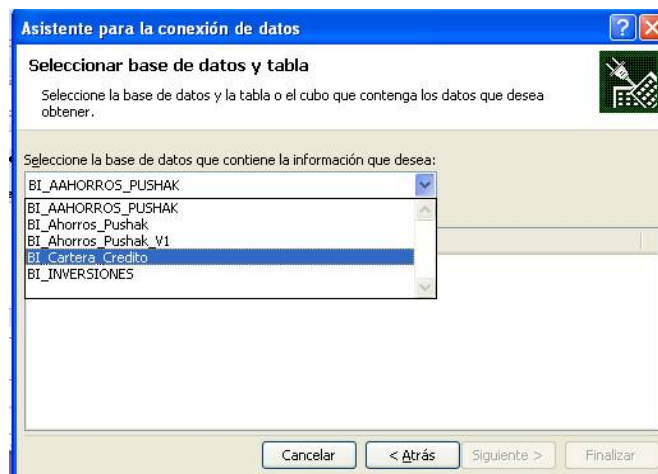 Asistente para la conexión de datos
Seleccionar base de datos y tabla
Seleccione la base de datos y la tabla o el cubo que contenga los datos que desea
obtener.
Seleccione la base de datos que contiene la información que desea:
BI_AAHORROS_PUSHAK
BI_AAHORROS_PUSHAK
BI_Ahorros_Pushak
BI_Ahorros_Pushak_V1
BI_Cartera_Credito
BI_INVERSIONES
Cancelar < Atrás Siguiente > Finalizar